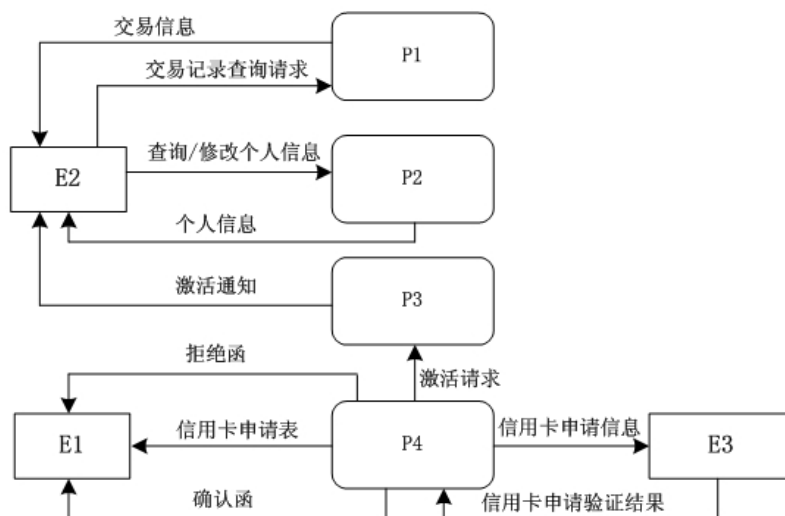 交易信息
P1
交易记录查询请求
E2
查询/修改个人信息
P2
个人信息
激活通知
P3
拒绝函
激活请求
E1
信用卡申请表
P4
信用卡申请信息
E3
确认函
信用卡申请验证结果